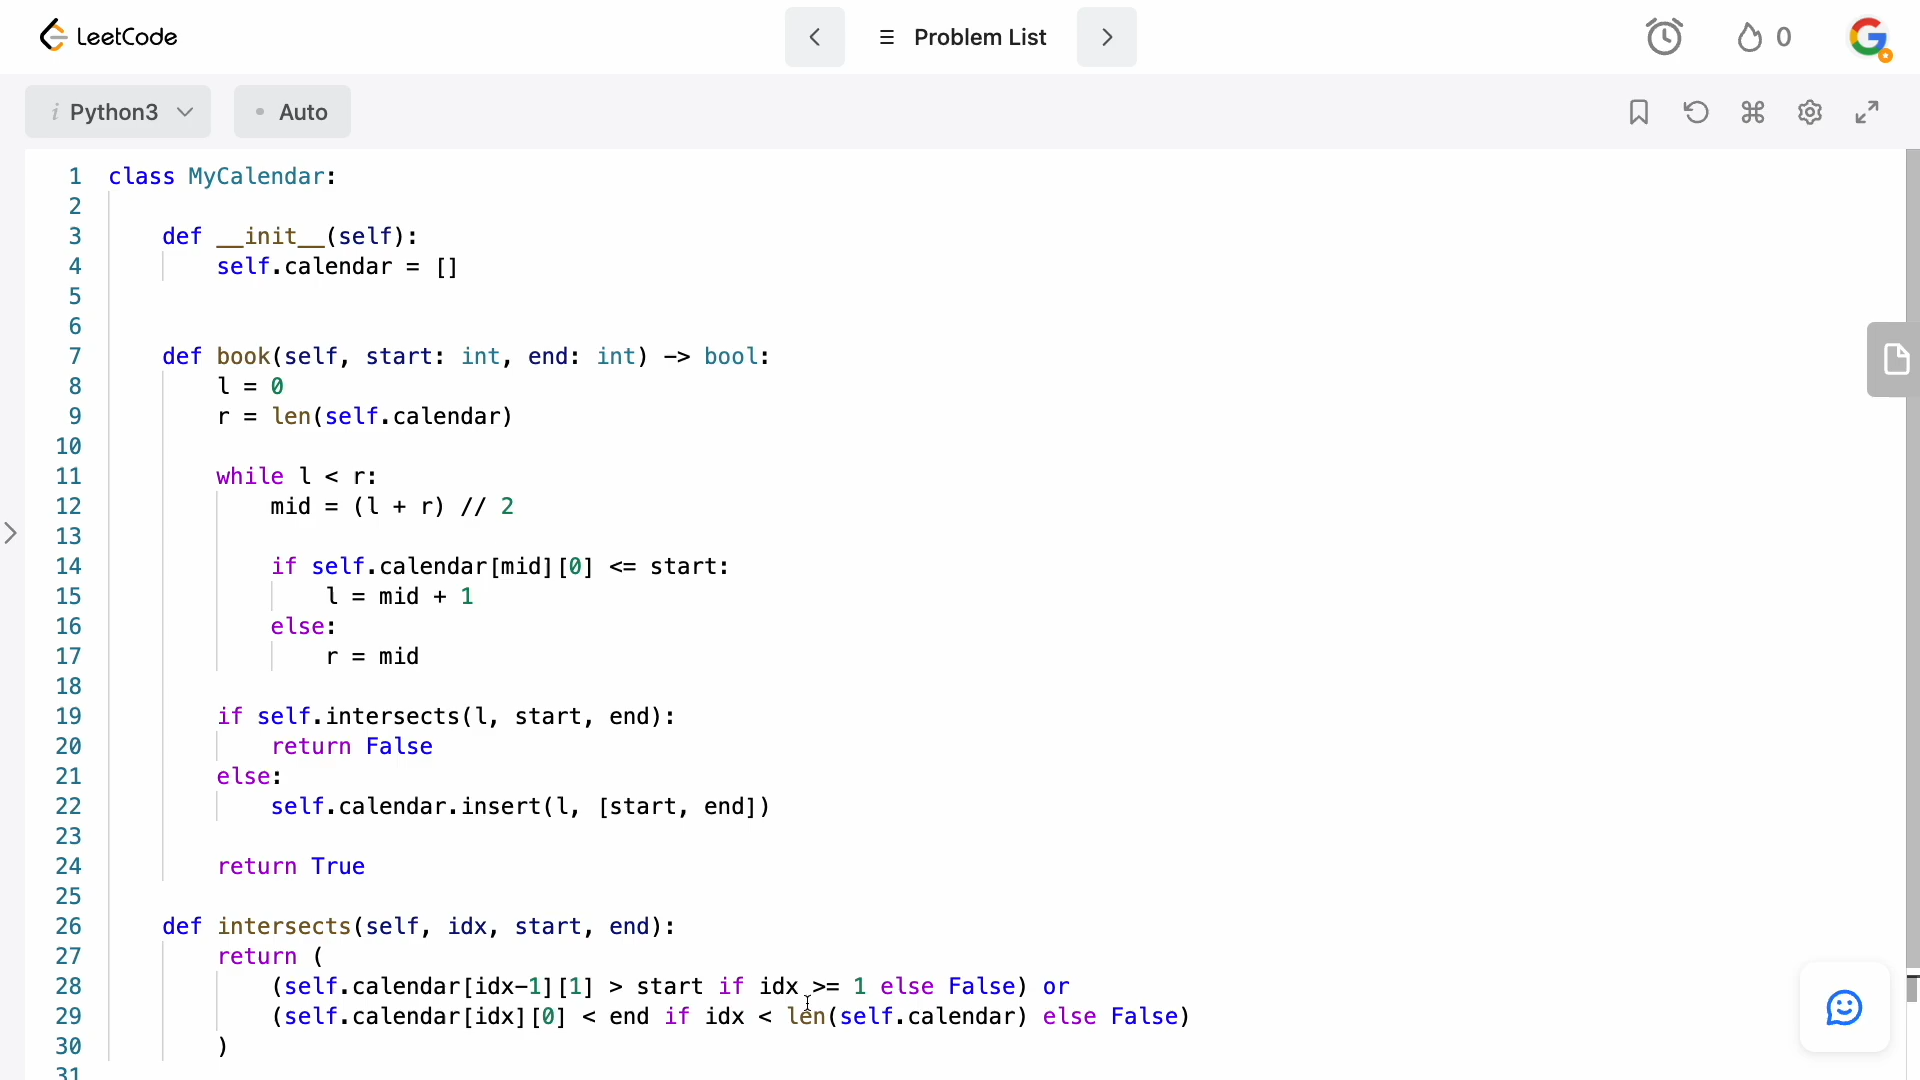 LeetCode
Problem List
0
i Python3
Auto
1 class MyCalendar:
2
3     def __init__(self):
4         self.calendar = []
5
6
7     def book(self, start: int, end: int) -> bool:
8         l = 0
9         r = len(self.calendar)
10
11         while l < r:
12             mid = (l + r) // 2
13
14             if self.calendar[mid][0] <= start:
15                 l = mid + 1
16             else:
17                 r = mid
18
19         if self.intersects(l, start, end):
20             return False
21         else:
22             self.calendar.insert(l, [start, end])
23
24         return True
25
26     def intersects(self, idx, start, end):
27         return (
28             (self.calendar[idx-1][1] > start if idx >= 1 else False) or
29             (self.calendar[idx][0] < end if idx < len(self.calendar) else False)
30         )
31